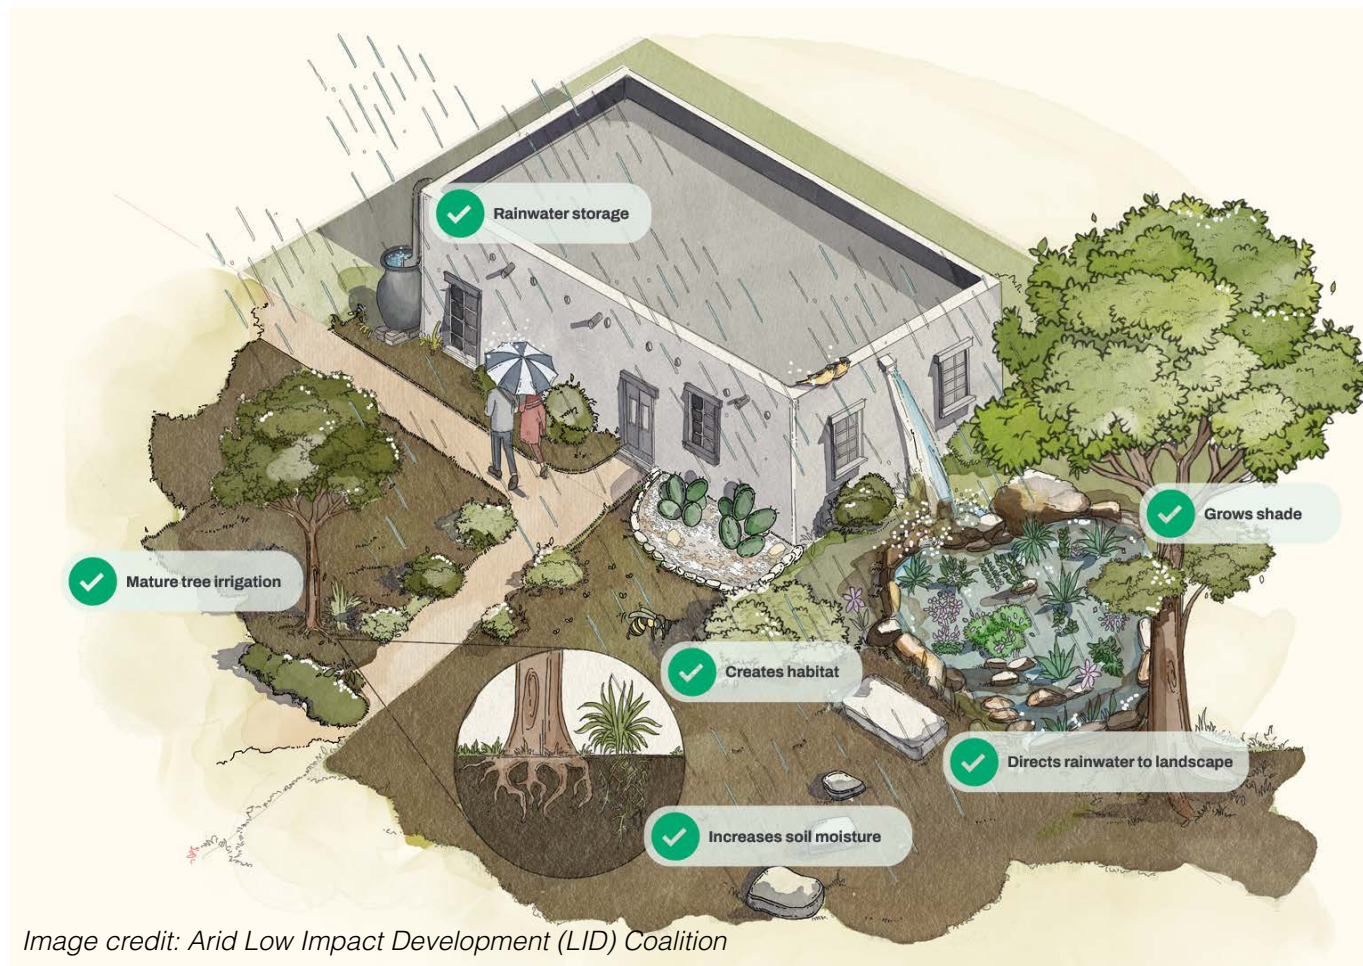 Rainwater storage
Grows shade
Mature tree irrigation
Creates habitat
Directs rainwater to landscape
Increases soil moisture
Image credit: Arid Low Impact Development (LID) Coalition